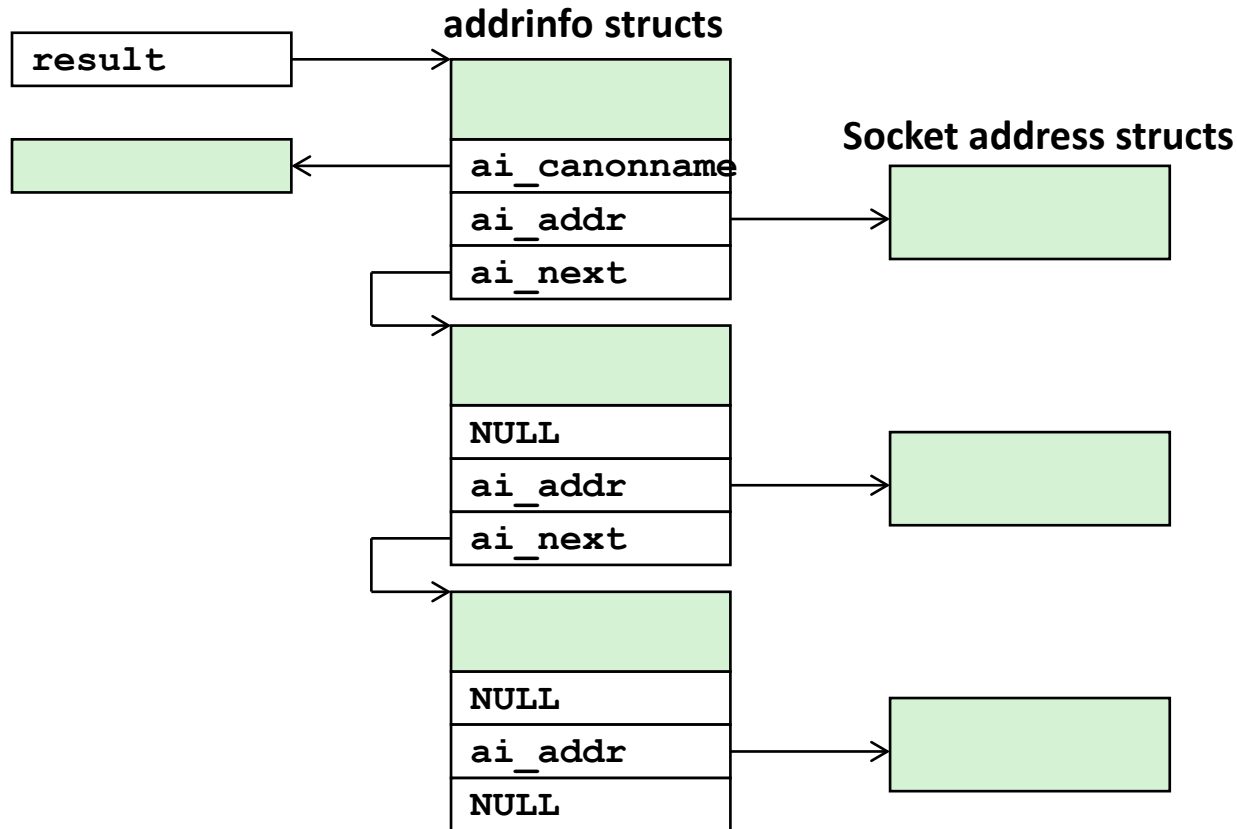 addrinfo structs
result
Socket address structs
ai_canonname
ai_addr
ai_next
NULL
ai_addr
ai_next
NULL
ai_addr
NULL